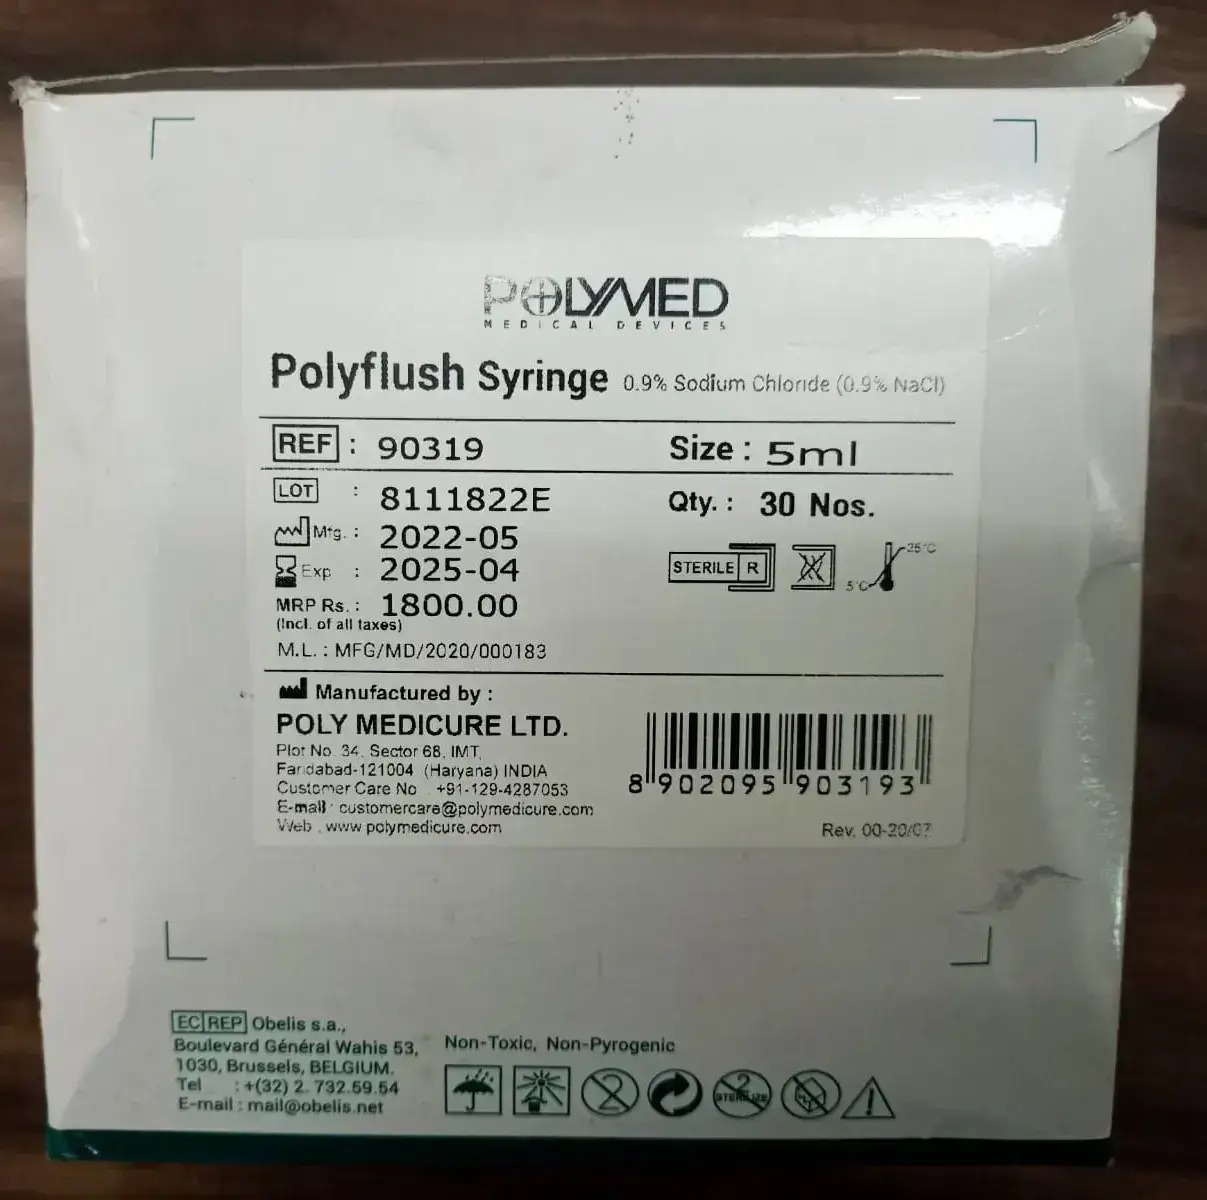 POLYMED
MEDICAL DEVICES
Polyflush Syringe 0.9% Sodium Chloride (0.9% NaCl)
REF : 90319 Size : 5ml
LOT : 8111822E Qty. : 30 Nos.
Mfg. : 2022-05
Exp : 2025-04
STERILE R 5°C 25°C
MRP Rs. : 1800.00
(Incl. of all taxes)
M.L. : MFG/MD/2020/000183
Manufactured by :
POLY MEDICURE LTD.
Plot No. 34, Sector 68, IMT,
Faridabad-121004 (Haryana) INDIA
Customer Care No +91-129-4287053
E-mail : customercare@polymedicure.com
Web . www.polymedicure.com
8 902095 903193
Rev. 00-20/07
EC REP Obelis s.a.,
Boulevard Général Wahis 53,
1030, Brussels, BELGIUM.
Tel : +(32) 2. 732.59.54
E-mail : mail@obelis.net
Non-Toxic, Non-Pyrogenic
2
2
STERILIZE